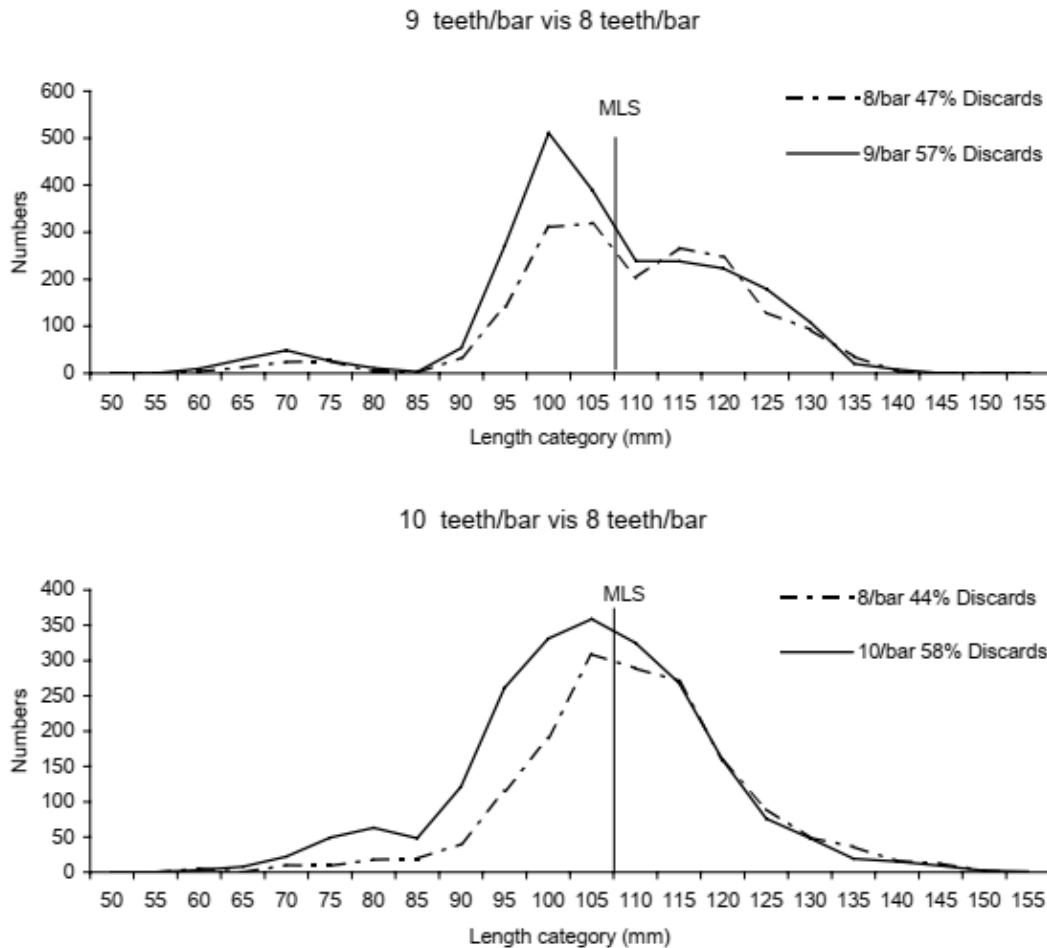 9 teeth/bar vis 8 teeth/bar
600
500
400
300
200
100
0
Numbers
MLS
8/bar 47% Discards
9/bar 57% Discards
50 55 60 65 70 75 80 85 90 95 100 105 110 115 120 125 130 135 140 145 150 155
Length category (mm)
10 teeth/bar vis 8 teeth/bar
400
350
300
250
200
150
100
50
0
Numbers
MLS
8/bar 44% Discards
10/bar 58% Discards
50 55 60 65 70 75 80 85 90 95 100 105 110 115 120 125 130 135 140 145 150 155
Length category (mm)